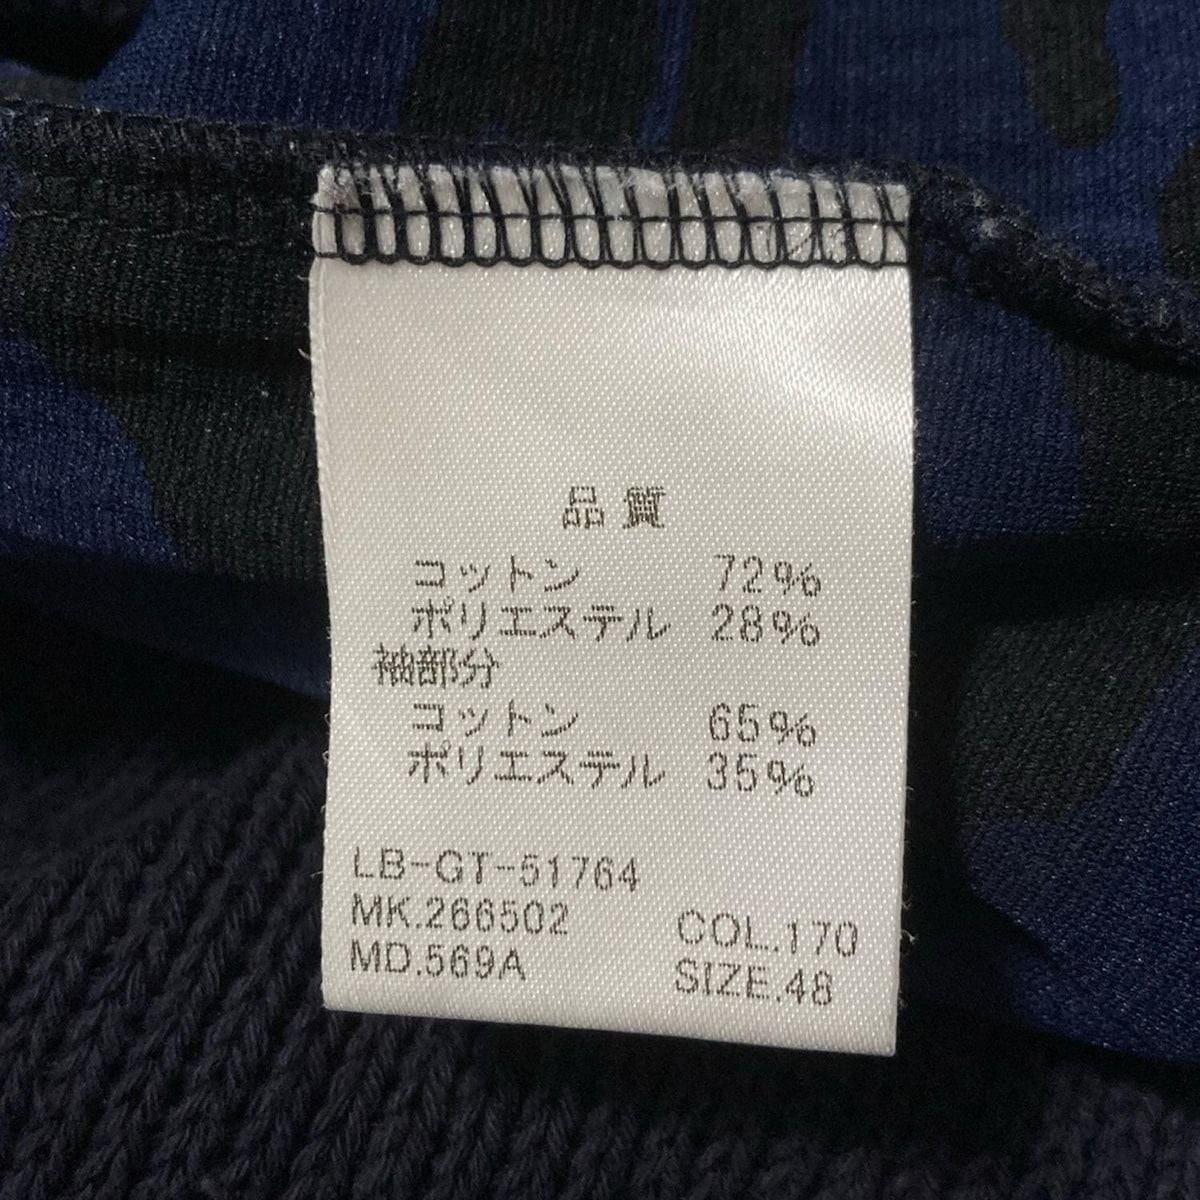 品質
コットン 72%
ポリエステル 28%
袖部分
コットン 65%
ポリエステル 35%
LB-GT-51764
MK.266502 COL.170
MD.569A SIZE.48